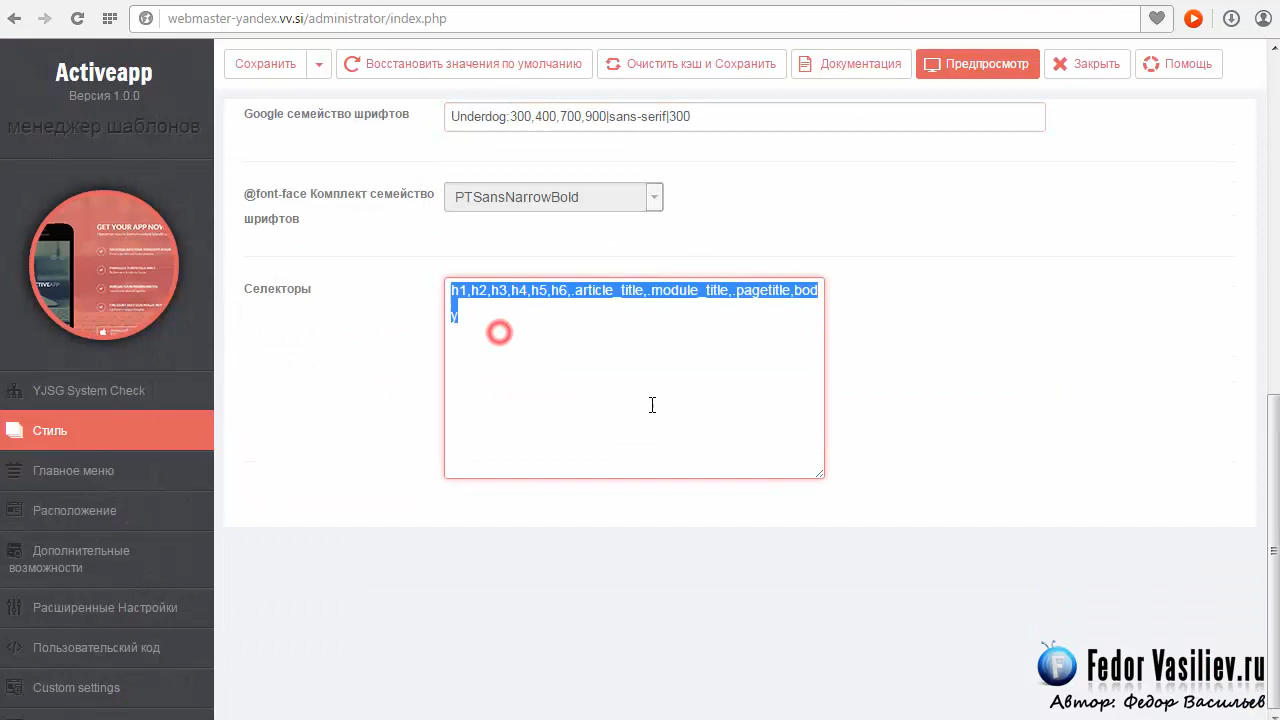 webmaster-yandex.vv.si/administrator/index.php
Activeapp
Версия 1.0.0
менеджер шаблонов
Сохранить
Восстановить значения по умолчанию
Очистить кэш и Сохранить
Документация
Предпросмотр
Закрыть
Помощь
Google семейство шрифтов
Underdog:300,400,700,900|sans-serif|300
@font-face Комплект семейство
шрифтов
PTSansNarrowBold
Селекторы
h1,h2,h3,h4,h5,h6,.article_title,.module_title,.pagetitle,bod
y
GET YOUR APP NOW
YJSG System Check
Стиль
Главное меню
Расположение
Дополнительные
возможности
Расширенные Настройки
Пользовательский код
Custom settings
Fedor Vasiliev.ru
Автор: Федор Васильев